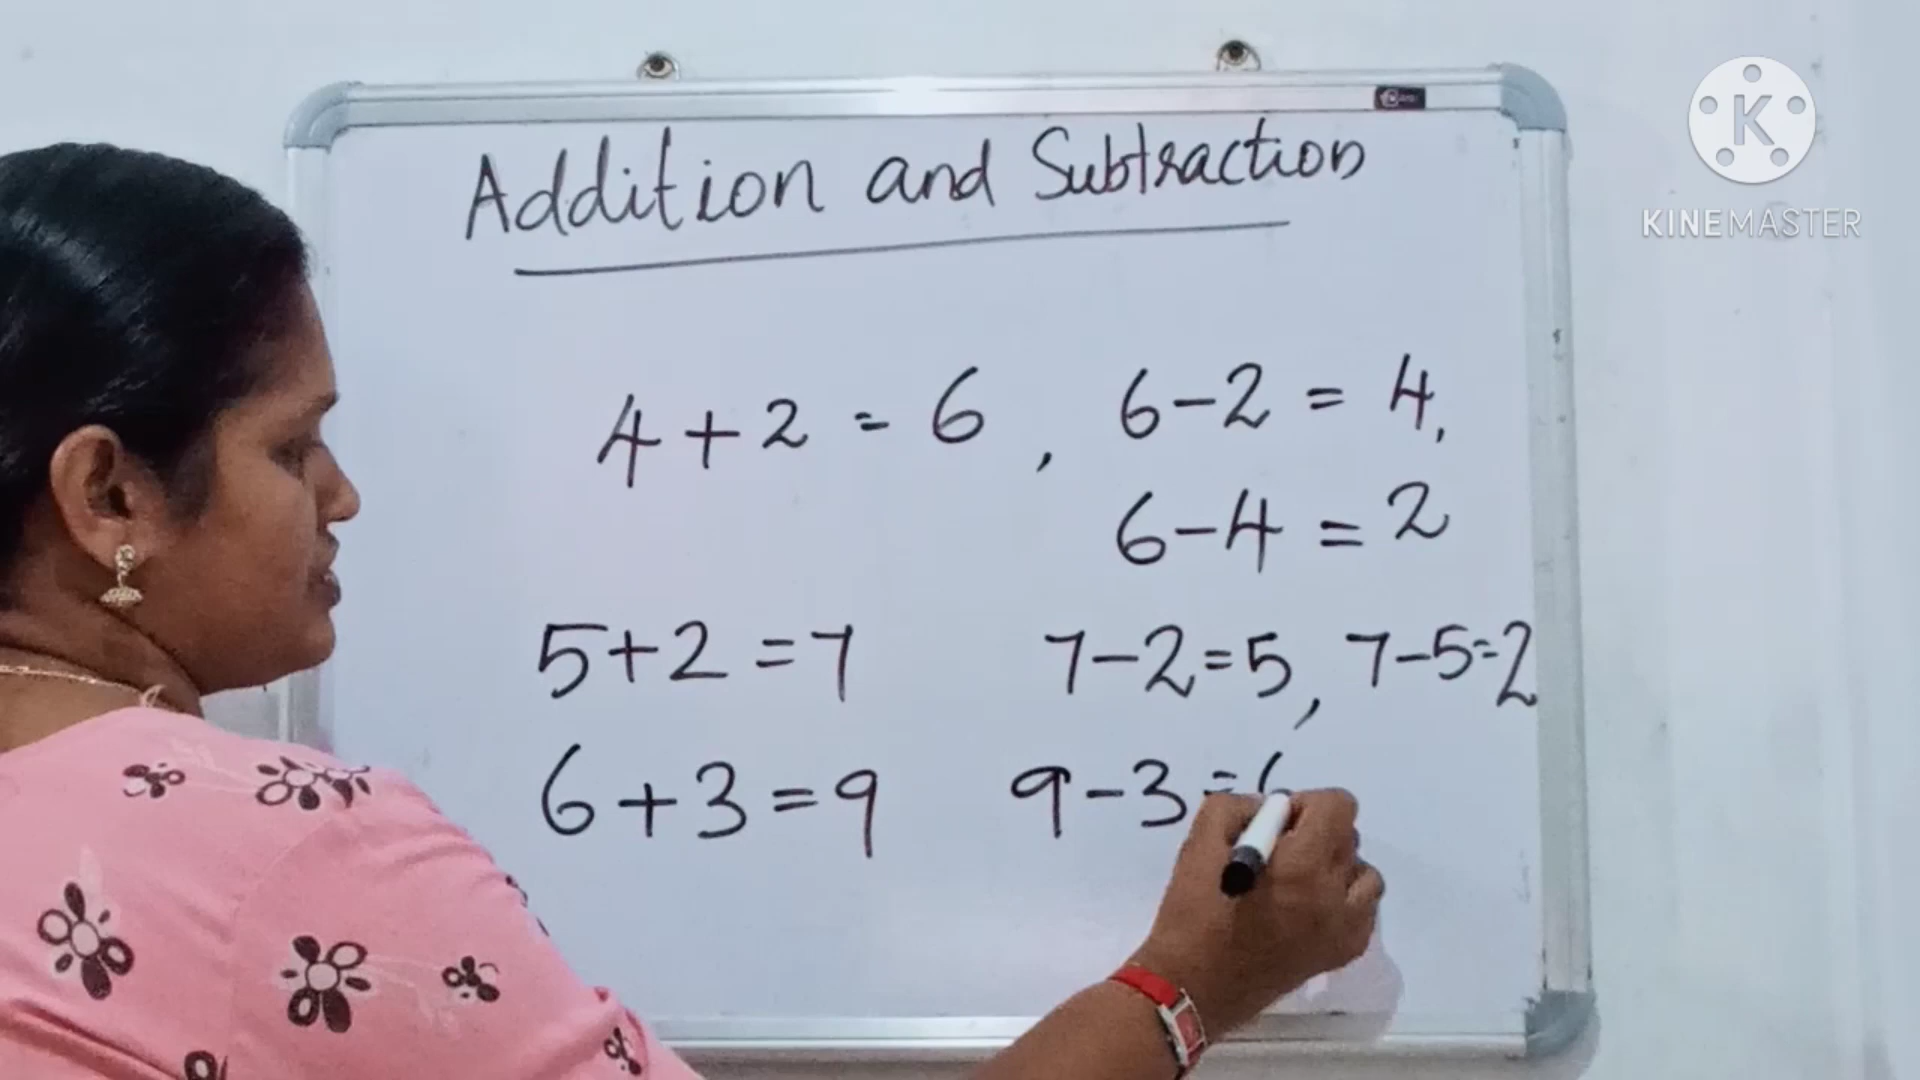 Addition and Subtraction
4 + 2 = 6 , 6 - 2 = 4,
6 - 4 = 2
5 + 2 = 7 7 - 2 = 5, 7 - 5 = 2
6 + 3 = 9 9 - 3 = 6
K
KINEMASTER